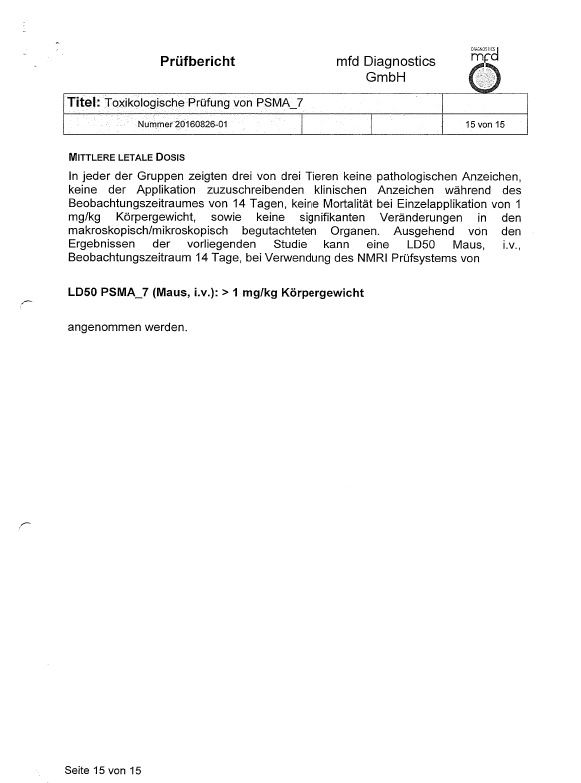 Prüfbericht
mfd Diagnostics
GmbH
DIAGNOSTICS
mfd
Titel: Toxikologische Prüfung von PSMA_7
Nummer 20160826-01
15 von 15
MITTLERE LETALE DOSIS
In jeder der Gruppen zeigten drei von drei Tieren keine pathologischen Anzeichen,
keine der Applikation zuzuschreibenden klinischen Anzeichen während des
Beobachtungszeitraumes von 14 Tagen, keine Mortalität bei Einzelapplikation von 1
mg/kg Körpergewicht, sowie keine signifikanten Veränderungen in den
makroskopisch/mikroskopisch begutachteten Organen. Ausgehend von den
Ergebnissen der vorliegenden Studie kann eine LD50 Maus, i.v.,
Beobachtungszeitraum 14 Tage, bei Verwendung des NMRI Prüfsystems von
LD50 PSMA_7 (Maus, i.v.): > 1 mg/kg Körpergewicht
angenommen werden.
Seite 15 von 15